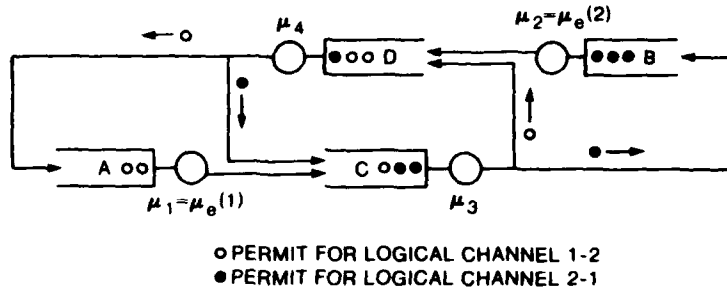 μ4
μ2=μe(2)
D
B
A
C
μ1=μe(1)
μ3
○ PERMIT FOR LOGICAL CHANNEL 1-2
● PERMIT FOR LOGICAL CHANNEL 2-1